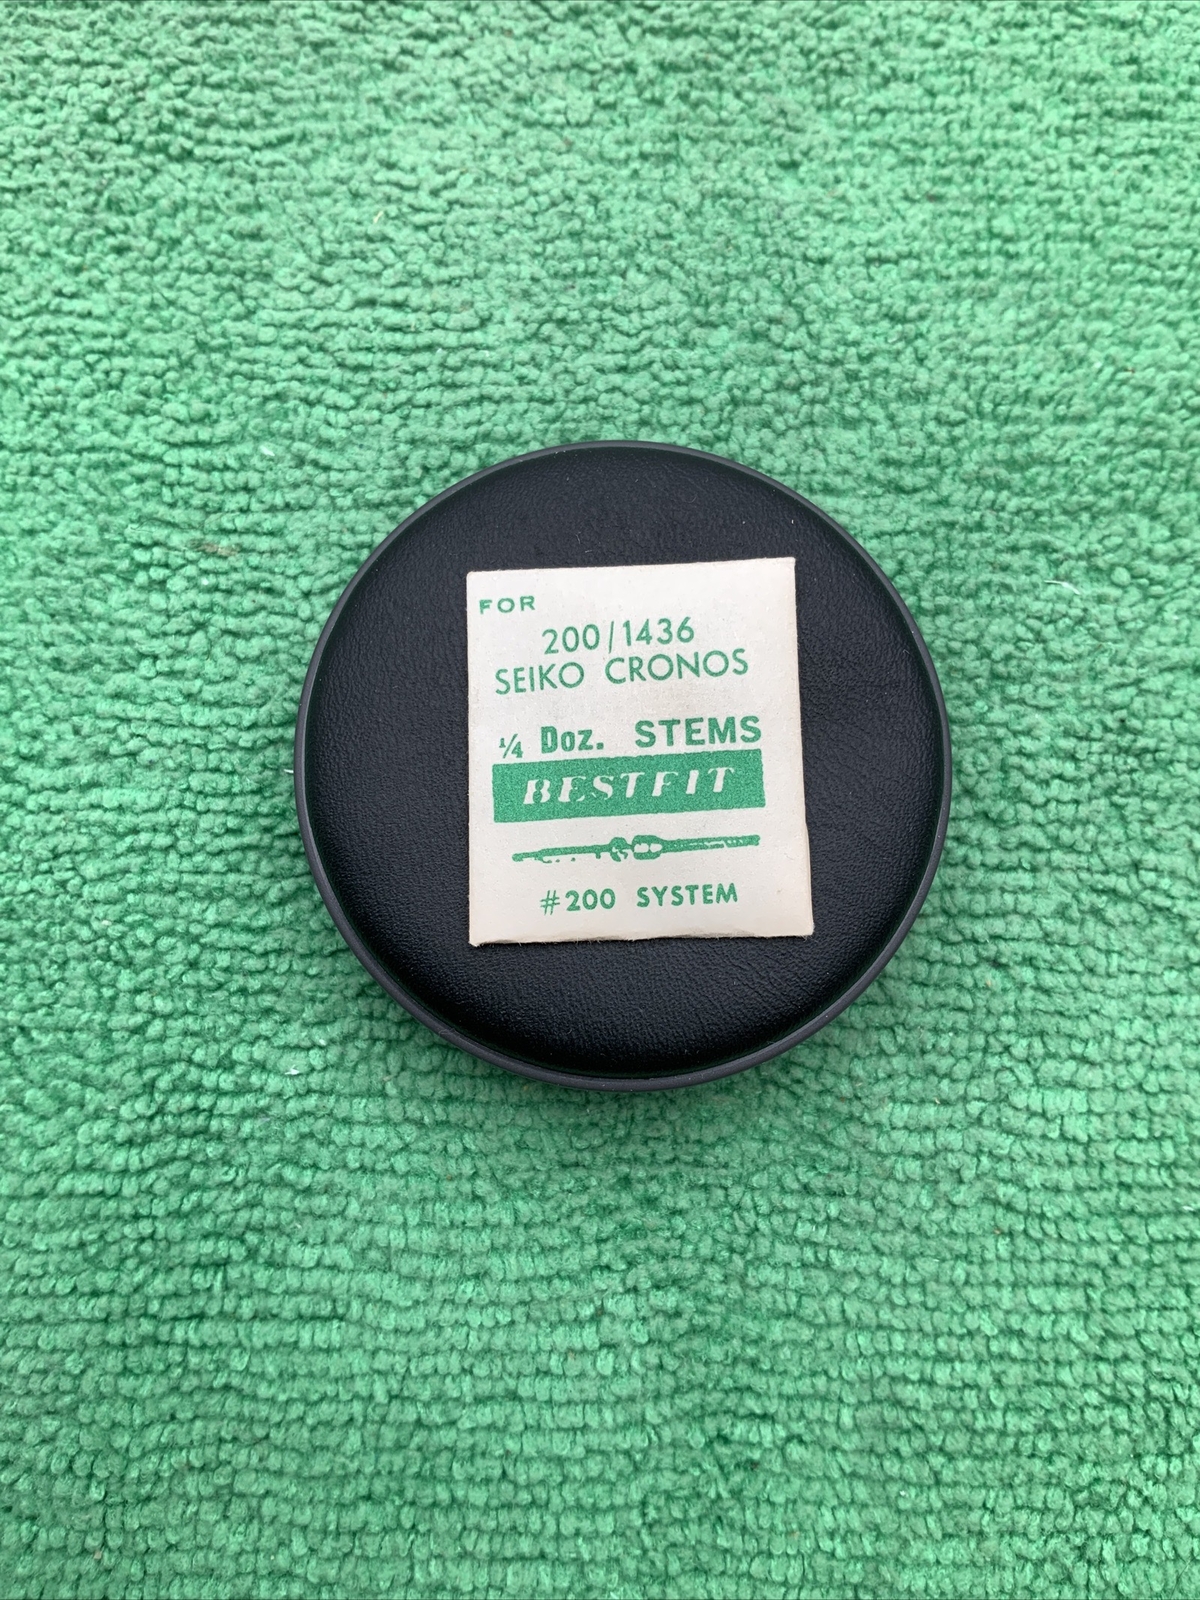 FOR
200/1436
SEIKO CRONOS
¼ Doz. STEMS
BESTFIT
#200 SYSTEM